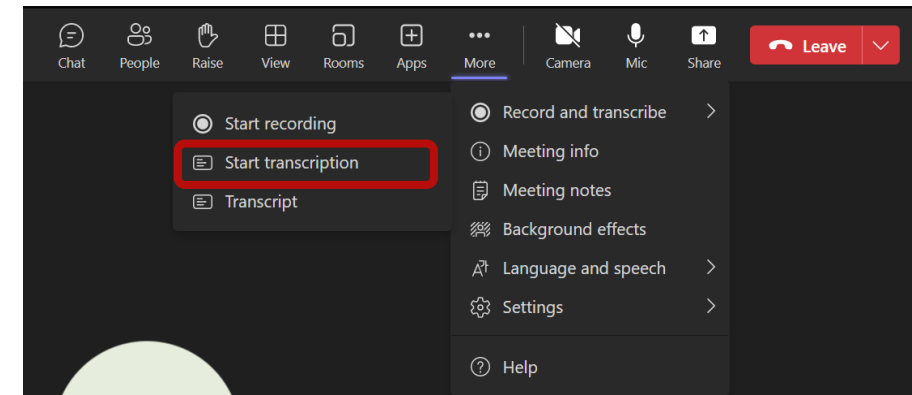 Chat People Raise View Rooms Apps More Camera Mic Share Leave
Start recording
Start transcription
Transcript
Record and transcribe
Meeting info
Meeting notes
Background effects
Language and speech
Settings
Help